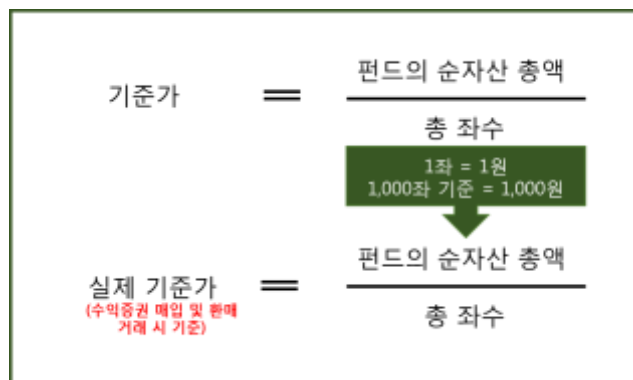 기준가 = 펀드의 순자산 총액
총 좌수
1좌 = 1원
1,000좌 기준 = 1,000원
실제 기준가 = 펀드의 순자산 총액
(수익증권 매입 및 환매
거래 시 기준)
총 좌수